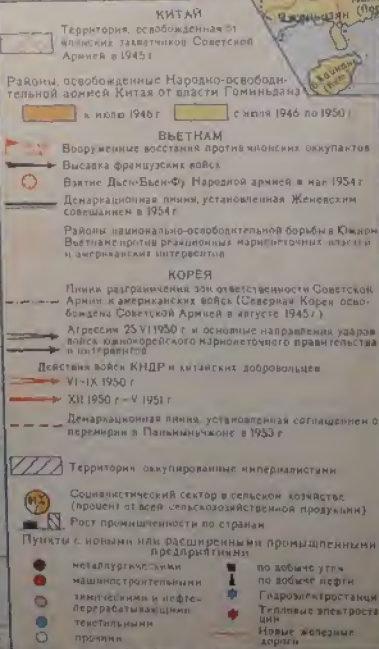 КИТАЙ
Территория, освобожденная от
японских захватчиков Советской
Армией в 1945 г
Районы, освобожденные Народно-освободи-
тельной армией Китая от власти Гоминьдана
к июлю 1946 г
с июля 1946 по 1950 г
ВЬЕТНАМ
Вооруженные восстания против японских оккупантов
Высадка французских войск
Взятие Дьен-Бьен-Фу Народной армией в мае 1954 г
Демаркационная линия, установленная Женевским
совещанием в 1954 г
Районы национально-освободительной борьбы в Южном
Вьетнаме против реакционных марионеточных властей
и американских интервентов
КОРЕЯ
Линия разграничения зон ответственности Советской
Армии и американских войск (Северная Корея осво-
бождена Советской Армией в августе 1945 г)
Агрессия 25 VI 1950 г и основные направления ударов
войск южнокорейского марионеточного правительства
и интервентов
Действия войск КНДР и китайских добровольцев
VI-IX 1950 г
XII 1950 г - V 1951 г
Демаркационная линия, установленная соглашением о
перемирии в Паньмыньчжоне в 1953 г
Территории оккупированные империалистами
Социалистический сектор в сельском хозяйстве
(процент от всей сельскохозяйственной продукции)
Рост промышленности по странам
Пункты с новыми или расширенными промышленными
предприятиями
металлургическими
машиностроительными
химическими и нефте-
перерабатывающими
текстильными
прочими
по добыче угля
по добыче нефти
Гидроэлектростанци
Тепловые электроста
ции
Новые железные
дороги